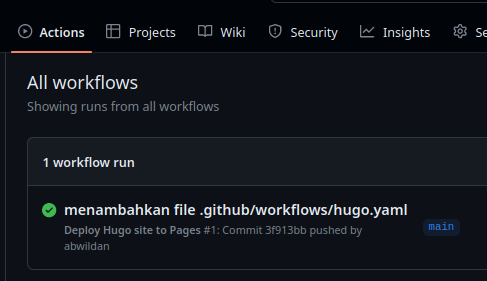 Actions Projects Wiki Security Insights Se
All workflows
Showing runs from all workflows
1 workflow run
menambahkan file .github/workflows/hugo.yaml
Deploy Hugo site to Pages #1: Commit 3f913bb pushed by
main
abwildan